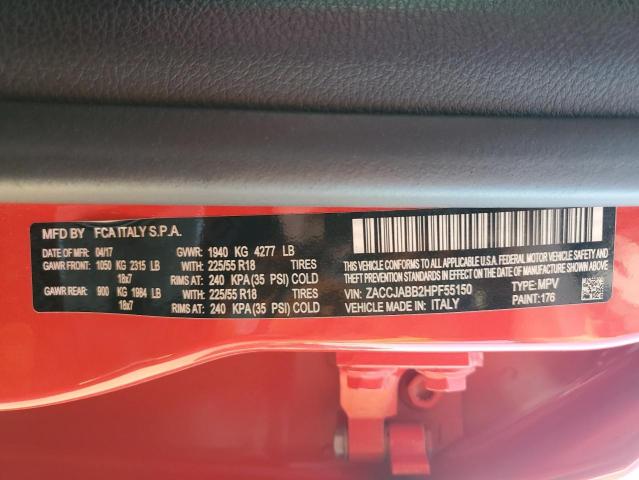 MFD BY FCA ITALY S.P.A.
DATE OF MFR 04/17 GVWR: 1940 KG 4277 LB
GAWR FRONT: 1050 KG 2315 LB WITH 225/55 R18 TIRES
18x7 RIMS AT: 240 KPA (35 PSI) COLD
GAWR REAR: 900 KG 1984 LB WITH 225/55 R18 TIRES
18x7 RIMS AT: 240 KPA (35 PSI) COLD
THIS VEHICLE CONFORMS TO ALL APPLICABLE U.S.A. FEDERAL MOTOR VEHICLE SAFETY AND
THEFT PREVENTION STANDARDS IN EFFECT ON THE DATE OF MANUFACTURE SHOWN ABOVE.
VIN: ZACCJABB2HPF55150 TYPE: MPV
VEHICLE MADE IN: ITALY PAINT: 176